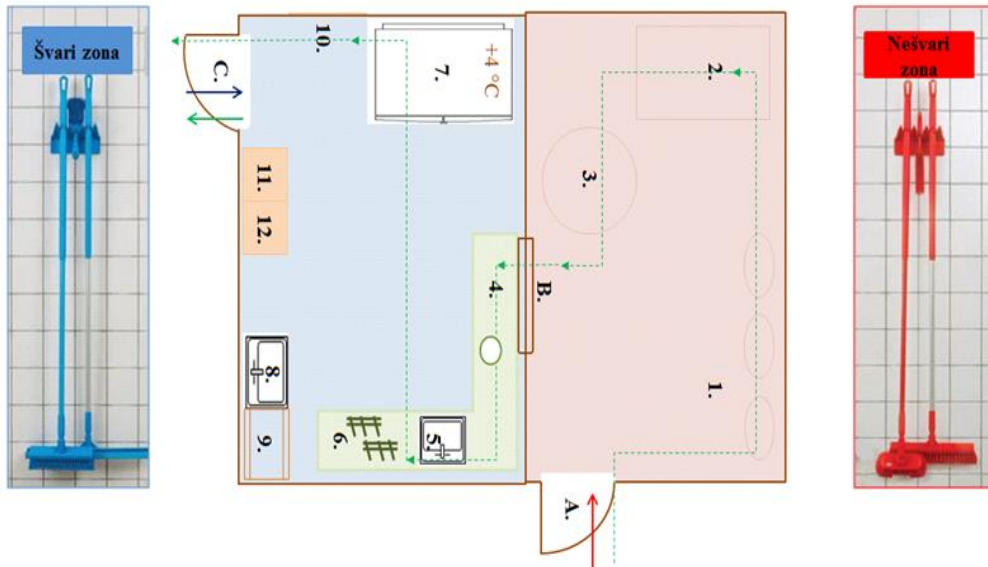 Švari zona
Nešvari
zona
10.
7.
+4 °C
2.
C.
3.
11.
12.
4.
B.
8.
1.
9.
6.
5.
A.